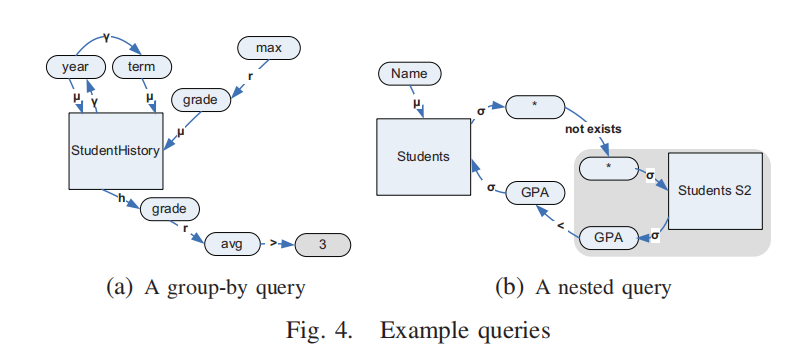 γ
max
year
term
r
μ
γ
μ
grade
μ
StudentHistory
h
grade
r
avg
>
3
(a) A group-by query
Name
μ
σ
*
not exists
Students
*
σ
Students S2
σ
GPA
<
GPA
σ
(b) A nested query
Fig. 4. Example queries